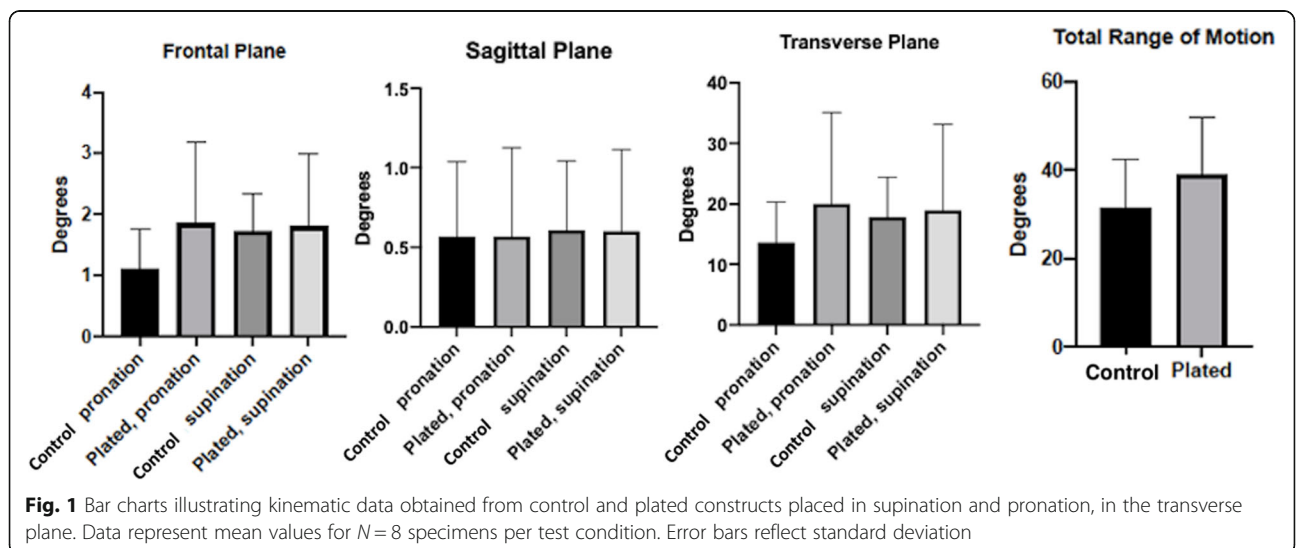 Frontal Plane
Degrees
4
3
2
1
0
Control pronation
Plated, pronation
Control supination
Plated, supination
Sagittal Plane
Degrees
1.5
1.0
0.5
0.0
Control pronation
Plated, pronation
Control supination
Plated, supination
Transverse Plane
Degrees
40
30
20
10
0
Control pronation
Plated, pronation
Control supination
Plated, supination
Total Range of Motion
Degrees
60
40
20
0
Control Plated
Fig. 1 Bar charts illustrating kinematic data obtained from control and plated constructs placed in supination and pronation, in the transverse
plane. Data represent mean values for N = 8 specimens per test condition. Error bars reflect standard deviation